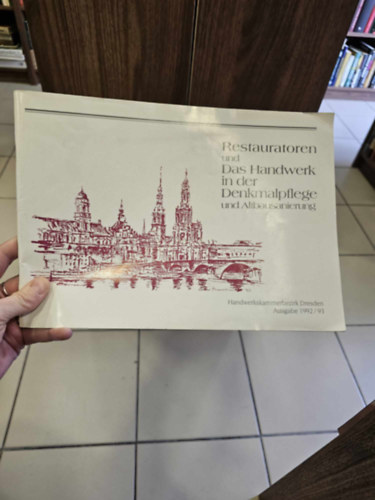 Restauratoren
und
Das Handwerk
in der
Denkmalpflege
und Altbausanierung
Handwerkskammerbezirk Dresden
Ausgabe 1992/93